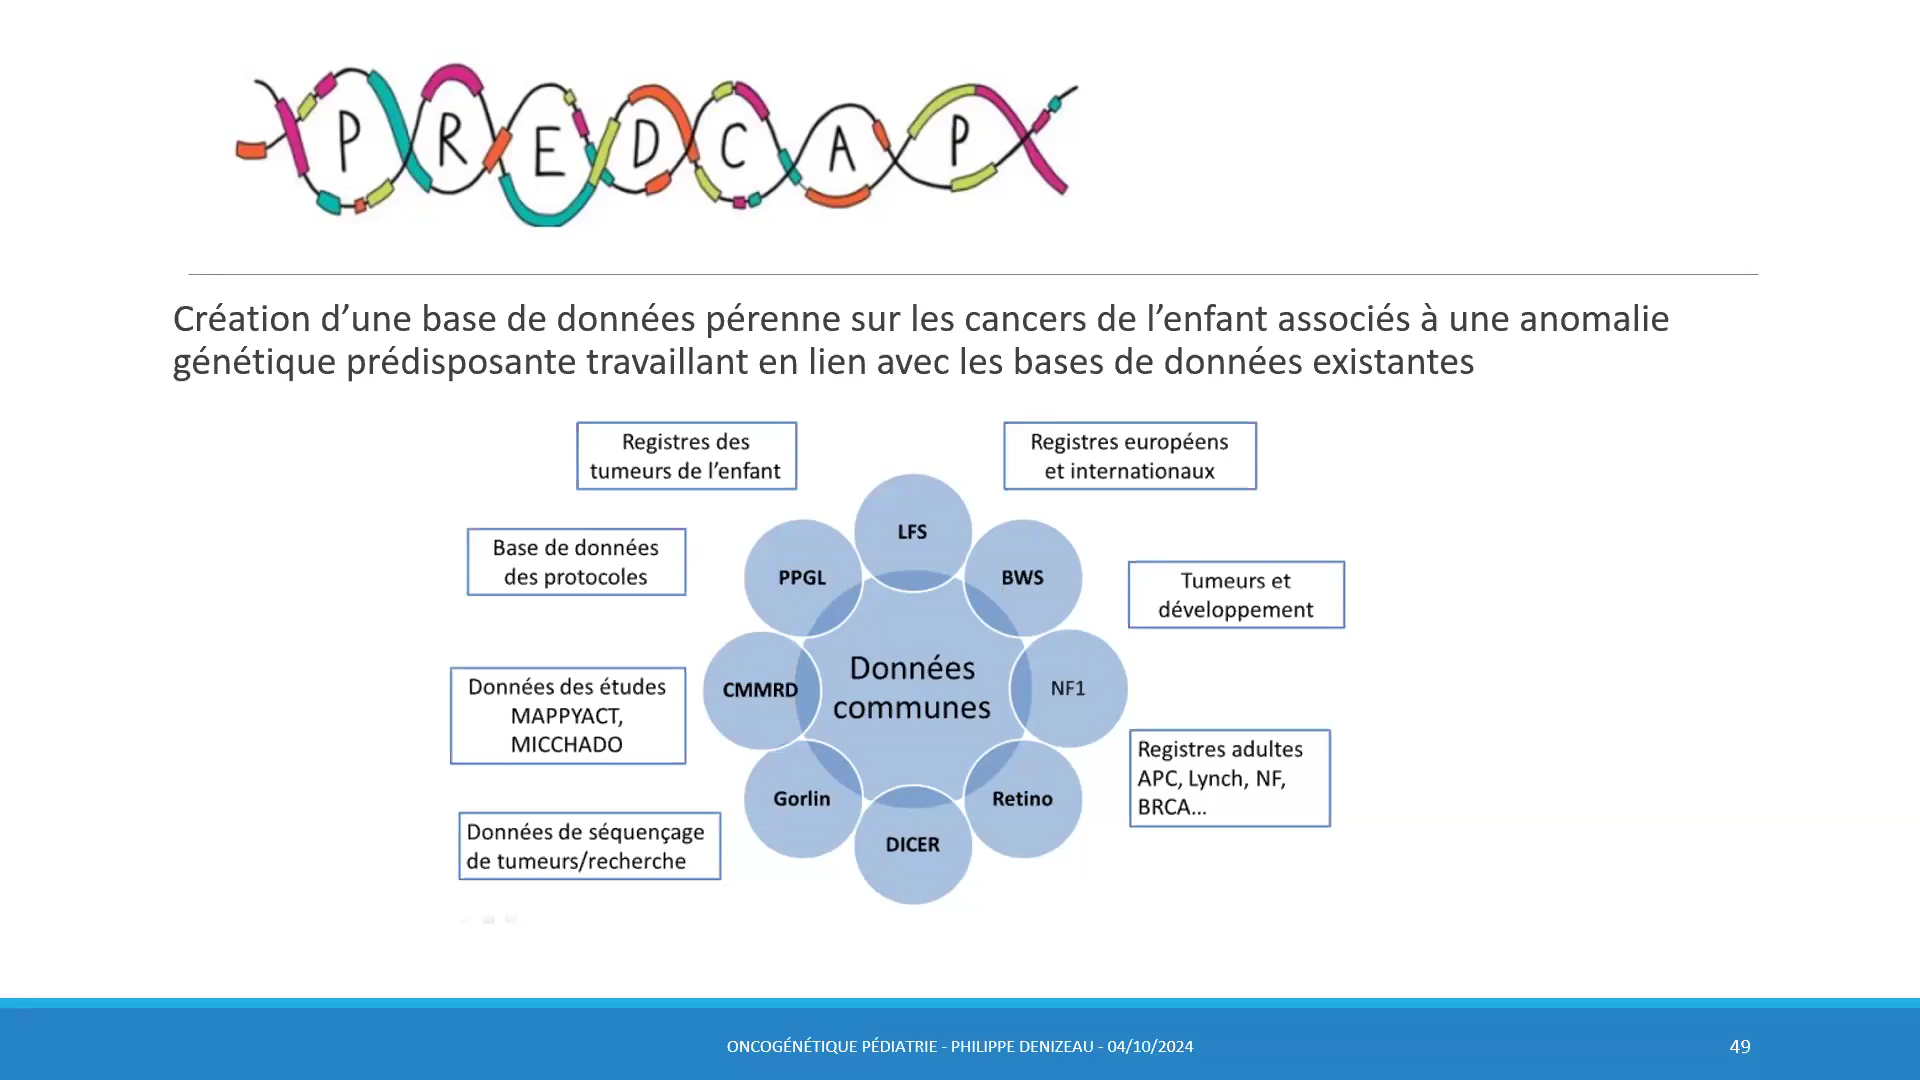 PREDCAP
Création d’une base de données pérenne sur les cancers de l’enfant associés à une anomalie
génétique prédisposante travaillant en lien avec les bases de données existantes
Registres des
tumeurs de l’enfant
Registres européens
et internationaux
Base de données
des protocoles
Tumeurs et
développement
Données des études
MAPPYACT,
MICCHADO
Registres adultes
APC, Lynch, NF,
BRCA...
Données de séquençage
de tumeurs/recherche
LFS
PPGL
BWS
CMMRD
Données
communes
NF1
Gorlin
Retino
DICER
ONCOGÉNÉTIQUE PÉDIATRIE - PHILIPPE DENIZEAU - 04/10/2024
49